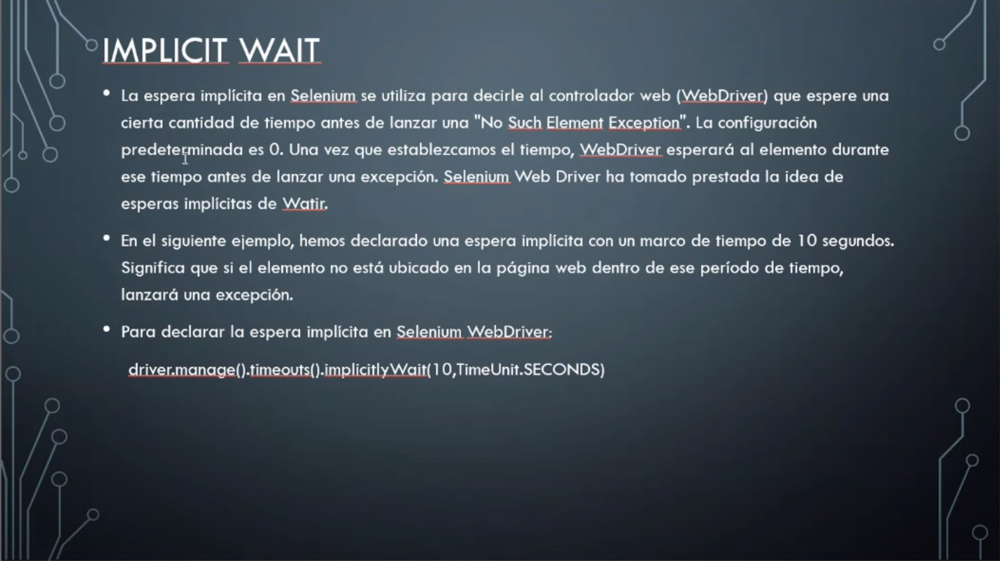 IMPLICIT WAIT
• La espera implícita en Selenium se utiliza para decirle al controlador web (WebDriver) que espere una
cierta cantidad de tiempo antes de lanzar una "No Such Element Exception". La configuración
predeterminada es 0. Una vez que establezcamos el tiempo, WebDriver esperará al elemento durante
ese tiempo antes de lanzar una excepción. Selenium Web Driver ha tomado prestada la idea de
esperas implícitas de Watir.
• En el siguiente ejemplo, hemos declarado una espera implícita con un marco de tiempo de 10 segundos.
Significa que si el elemento no está ubicado en la página web dentro de ese período de tiempo,
lanzará una excepción.
• Para declarar la espera implícita en Selenium WebDriver:
driver.manage().timeouts().implicitlyWait(10,TimeUnit.SECONDS)